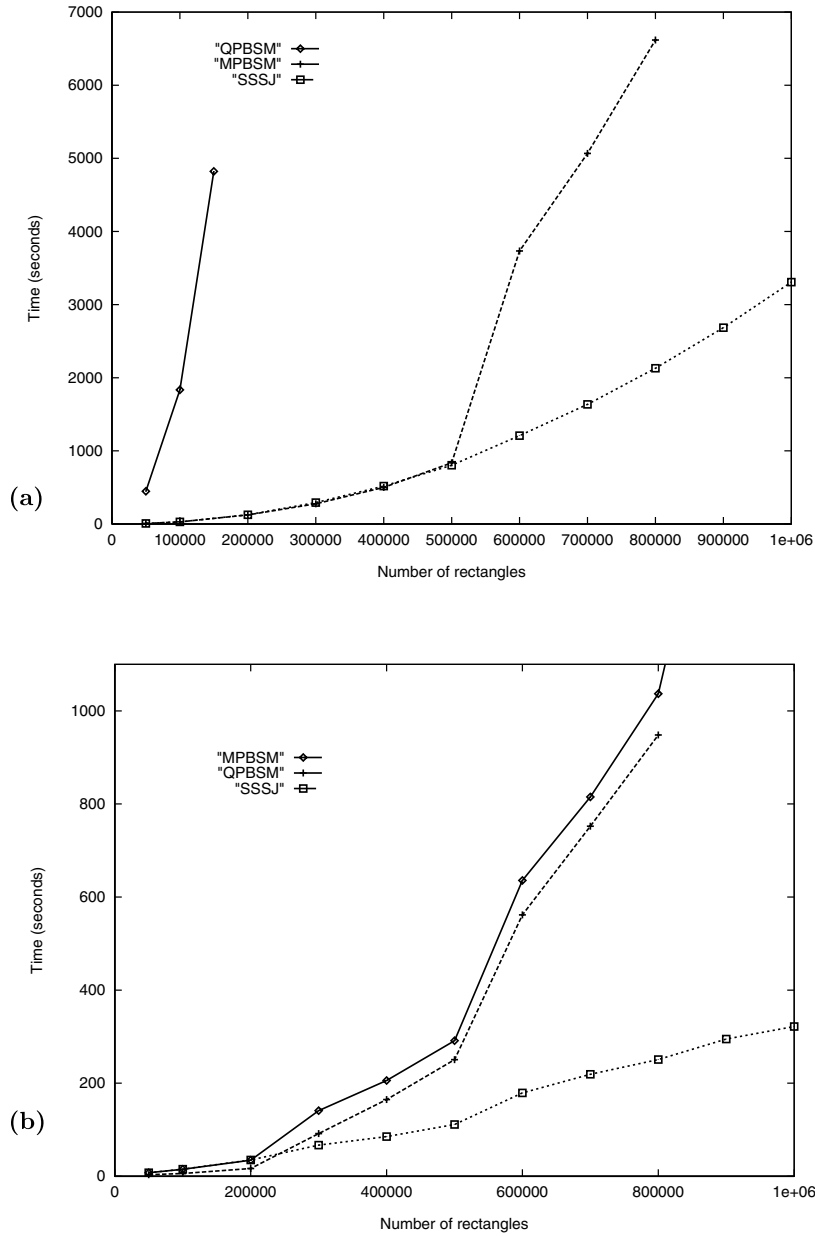 7000
6000
5000
4000
3000
2000
1000
0
Time (seconds)
"QPBSM"
"MPBSM"
"SSSJ"
(a)
0 100000 200000 300000 400000 500000 600000 700000 800000 900000 1e+06
Number of rectangles
1000
800
600
400
200
0
Time (seconds)
"MPBSM"
"QPBSM"
"SSSJ"
(b)
0 200000 400000 600000 800000 1e+06
Number of rectangles